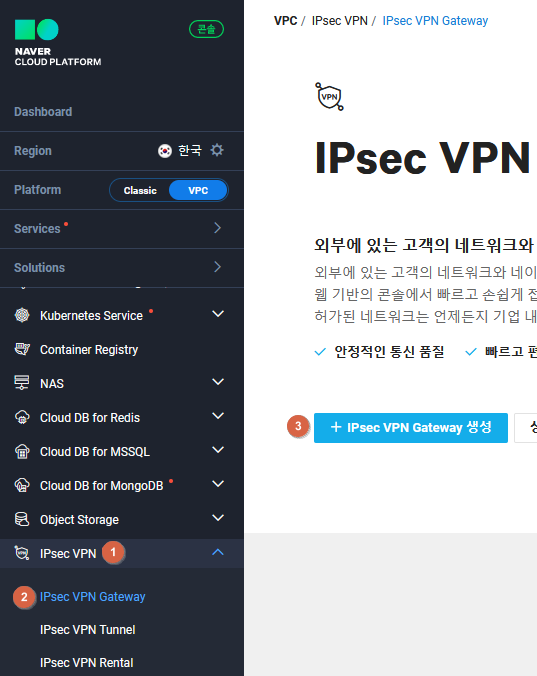 NAVER
CLOUD PLATFORM
콘솔
Dashboard
Region
한국
Platform
Classic
VPC
Services
Solutions
Kubernetes Service
Container Registry
NAS
Cloud DB for Redis
Cloud DB for MSSQL
Cloud DB for MongoDB
Object Storage
IPsec VPN
1
2
IPsec VPN Gateway
IPsec VPN Tunnel
IPsec VPN Rental
VPC / IPsec VPN / IPsec VPN Gateway
VPN
IPsec VPN
외부에 있는 고객의 네트워크와
외부에 있는 고객의 네트워크와 네이
웹 기반의 콘솔에서 빠르고 손쉽게 접
허가된 네트워크는 언제든지 기업 내
안정적인 통신 품질
빠르고 편
3
+ IPsec VPN Gateway 생성